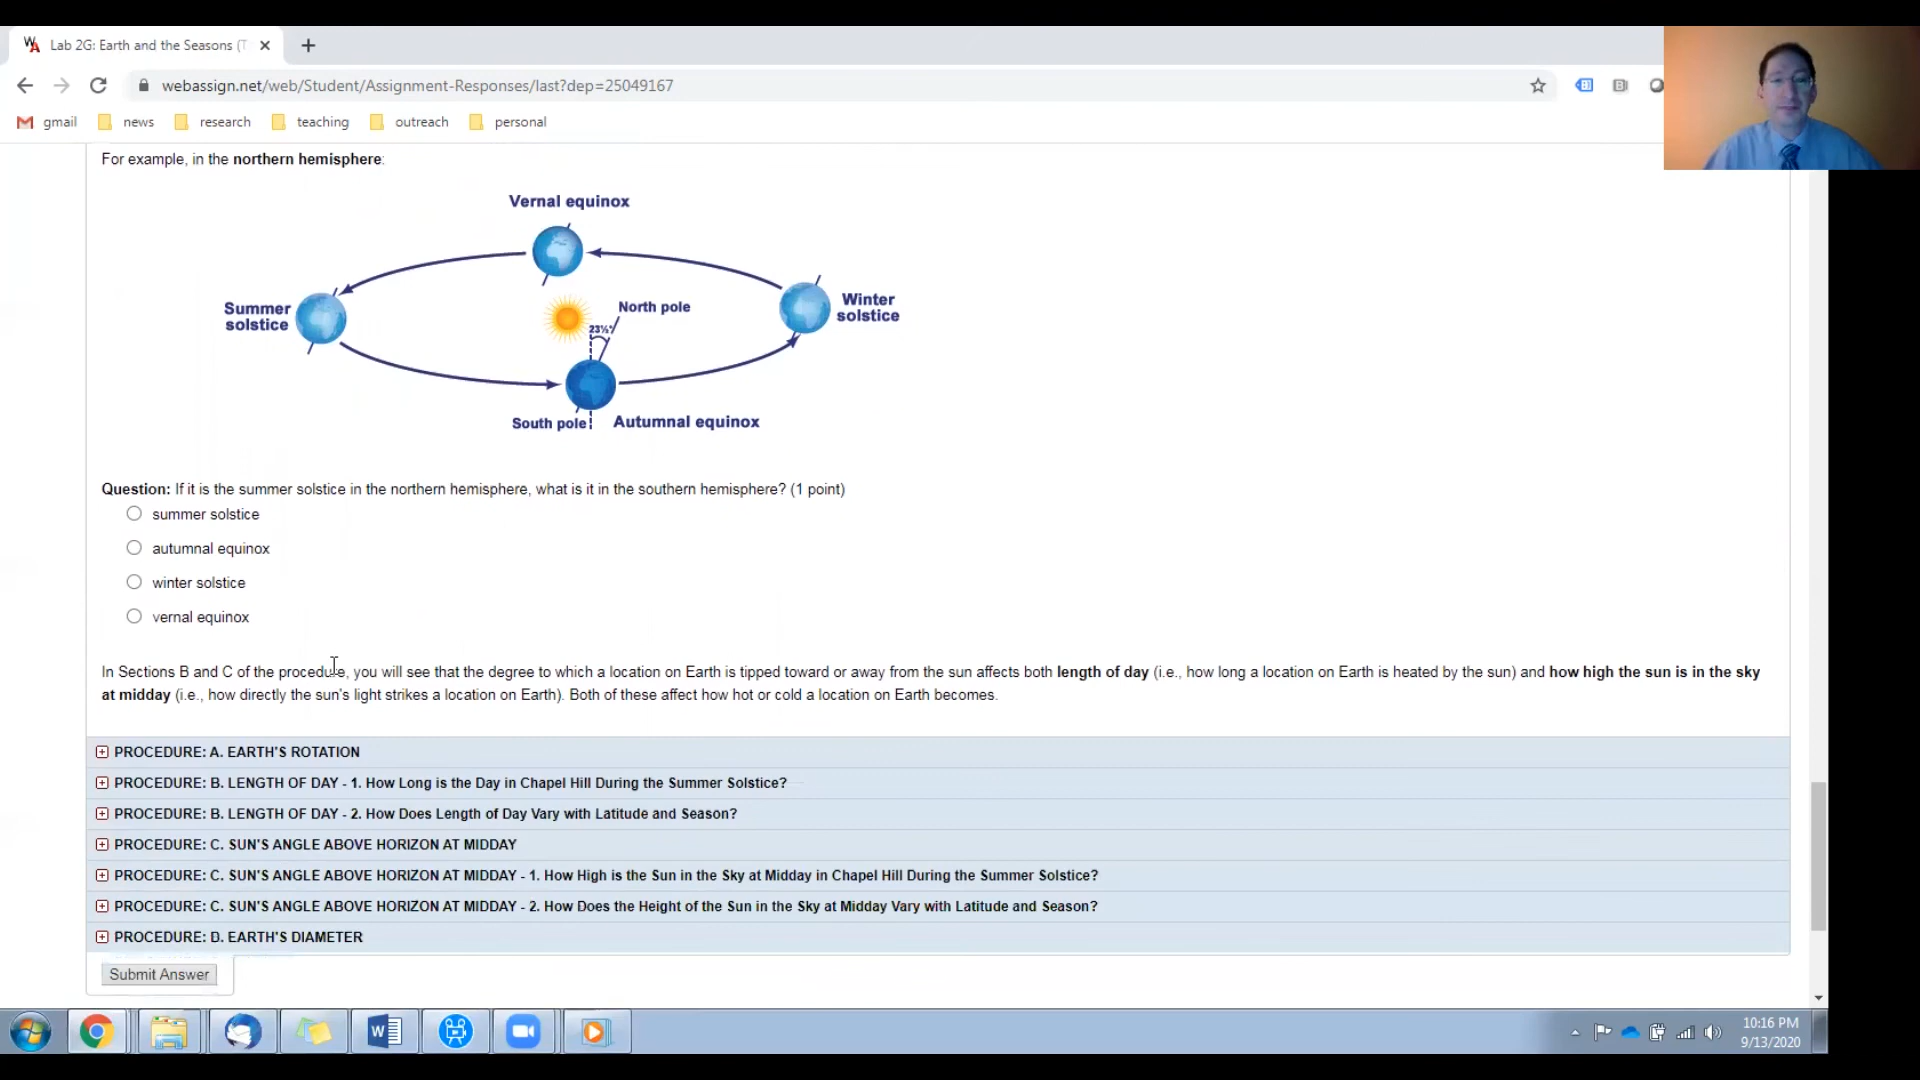 Lab 2G: Earth and the Seasons (T
webassign.net/web/Student/Assignment-Responses/last?dep=25049167
gmail news research teaching outreach personal
For example, in the northern hemisphere:
Vernal equinox
Summer
solstice
North pole
23½°
Winter
solstice
South pole
Autumnal equinox
Question: If it is the summer solstice in the northern hemisphere, what is it in the southern hemisphere? (1 point)
summer solstice
autumnal equinox
winter solstice
vernal equinox
In Sections B and C of the procedure, you will see that the degree to which a location on Earth is tipped toward or away from the sun affects both length of day (i.e., how long a location on Earth is heated by the sun) and how high the sun is in the sky
at midday (i.e., how directly the sun's light strikes a location on Earth). Both of these affect how hot or cold a location on Earth becomes.
PROCEDURE: A. EARTH'S ROTATION
PROCEDURE: B. LENGTH OF DAY - 1. How Long is the Day in Chapel Hill During the Summer Solstice?
PROCEDURE: B. LENGTH OF DAY - 2. How Does Length of Day Vary with Latitude and Season?
PROCEDURE: C. SUN'S ANGLE ABOVE HORIZON AT MIDDAY
PROCEDURE: C. SUN'S ANGLE ABOVE HORIZON AT MIDDAY - 1. How High is the Sun in the Sky at Midday in Chapel Hill During the Summer Solstice?
PROCEDURE: C. SUN'S ANGLE ABOVE HORIZON AT MIDDAY - 2. How Does the Height of the Sun in the Sky at Midday Vary with Latitude and Season?
PROCEDURE: D. EARTH'S DIAMETER
Submit Answer
10:16 PM
9/13/2020